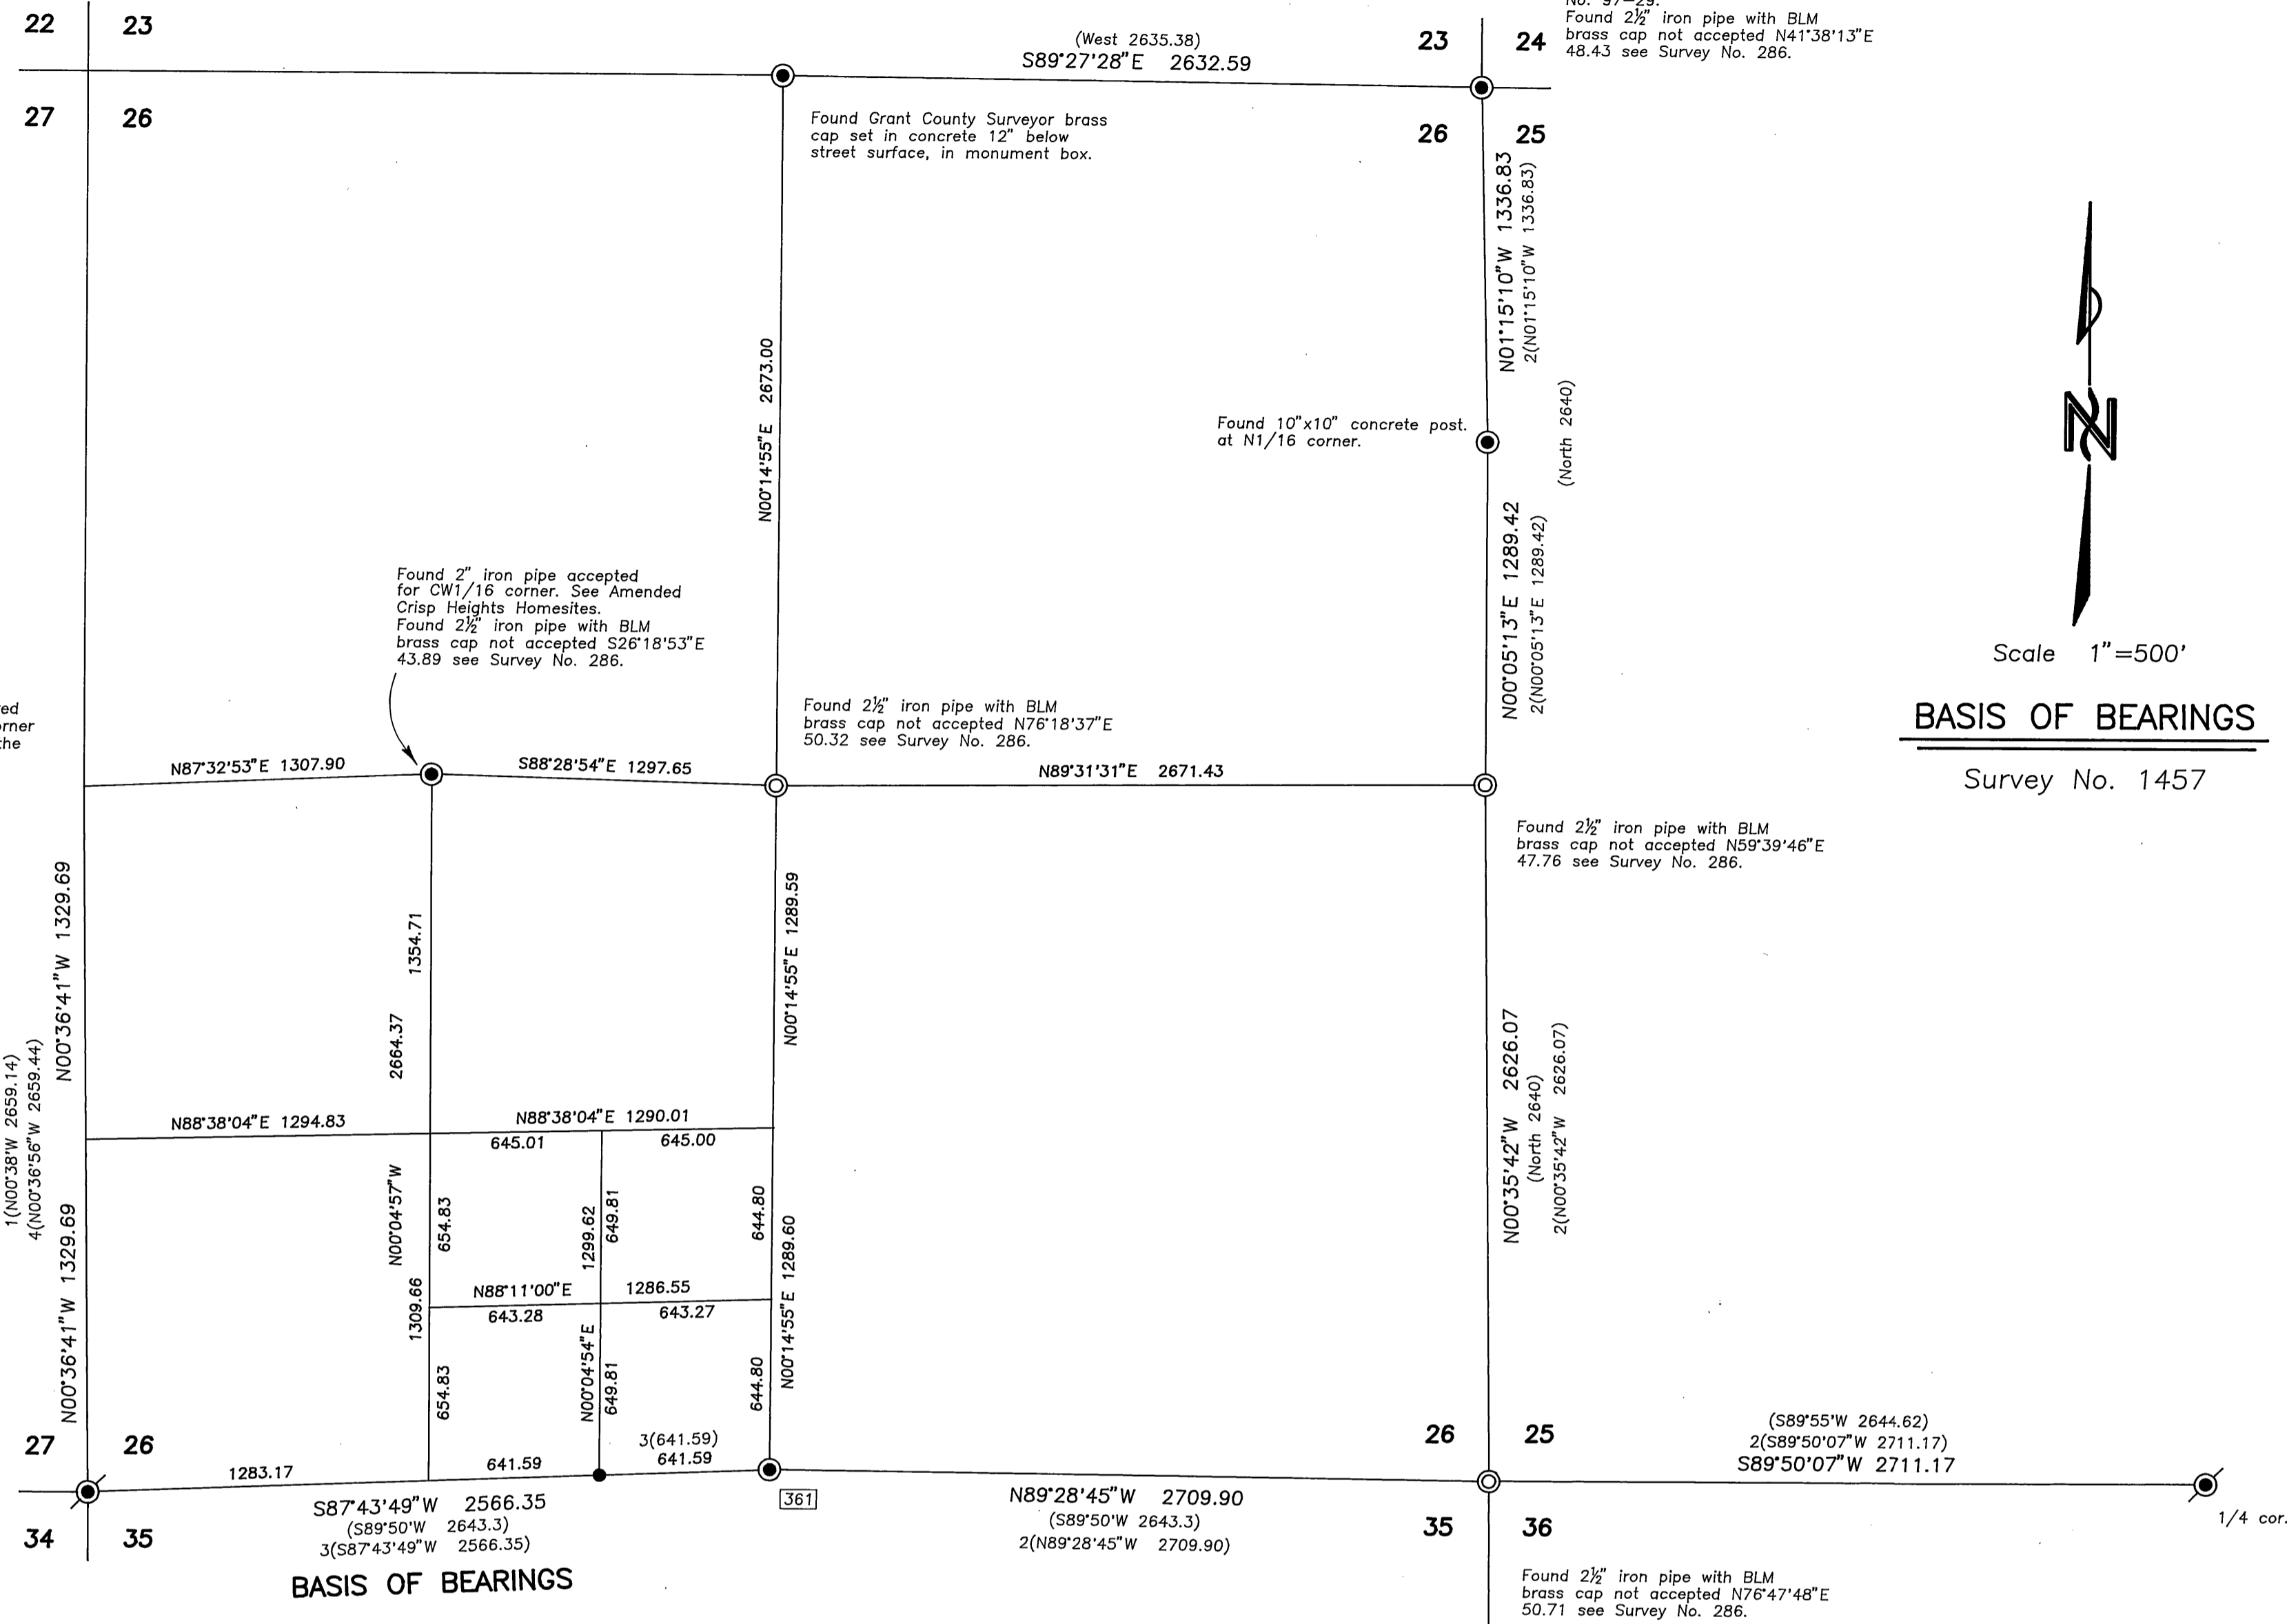 22 23
(West 2635.38)
S89°27'28"E 2632.59
23 24
Found 2½" iron pipe with BLM
brass cap not accepted N41°38'13"E
48.43 see Survey No. 286.
27 26
Found Grant County Surveyor brass
cap set in concrete 12" below
street surface, in monument box.
26 25
N01°15'10"W 1336.83
2(N01°15'10"W 1336.83)
N00°14'55"E 2673.00
(North 2640)
Found 10"x10" concrete post.
at N1/16 corner.
N00°05'13"E 1289.42
2(N00°05'13"E 1289.42)
N
Scale 1"=500'
BASIS OF BEARINGS
Survey No. 1457
Found 2" iron pipe accepted
for CW1/16 corner. See Amended
Crisp Heights Homesites.
Found 2½" iron pipe with BLM
brass cap not accepted S26°18'53"E
43.89 see Survey No. 286.
Found 2½" iron pipe with BLM
brass cap not accepted N76°18'37"E
50.32 see Survey No. 286.
the
N87°32'53"E 1307.90
S88°28'54"E 1297.65
N89°31'31"E 2671.43
Found 2½" iron pipe with BLM
brass cap not accepted N59°39'46"E
47.76 see Survey No. 286.
N00°36'41"W 1329.69
1354.71
2664.37
N00°14'55"E 1289.59
1(N00°38'W 2659.14)
4(N00°36'56"W 2659.44)
N00°35'42"W 2626.07
(North 2640)
2(N00°35'42"W 2626.07)
N88°38'04"E 1294.83
N88°38'04"E 1290.01
645.01
645.00
N00°04'57"W
654.83
1299.62
649.81
644.80
N00°36'41"W 1329.69
1309.66
N88°11'00"E 1286.55
643.28
643.27
N00°14'55"E 1289.60
654.83
N00°04'54"E
649.81
644.80
27 26
1283.17
641.59
3(641.59)
641.59
26 25
(S89°55'W 2644.62)
2(S89°50'07"W 2711.17)
S89°50'07"W 2711.17
S87°43'49"W 2566.35
(S89°50'W 2643.3)
3(S87°43'49"W 2566.35)
361
N89°28'45"W 2709.90
(S89°50'W 2643.3)
2(N89°28'45"W 2709.90)
1/4 cor.
34 35
35 36
BASIS OF BEARINGS
Found 2½" iron pipe with BLM
brass cap not accepted N76°47'48"E
50.71 see Survey No. 286.